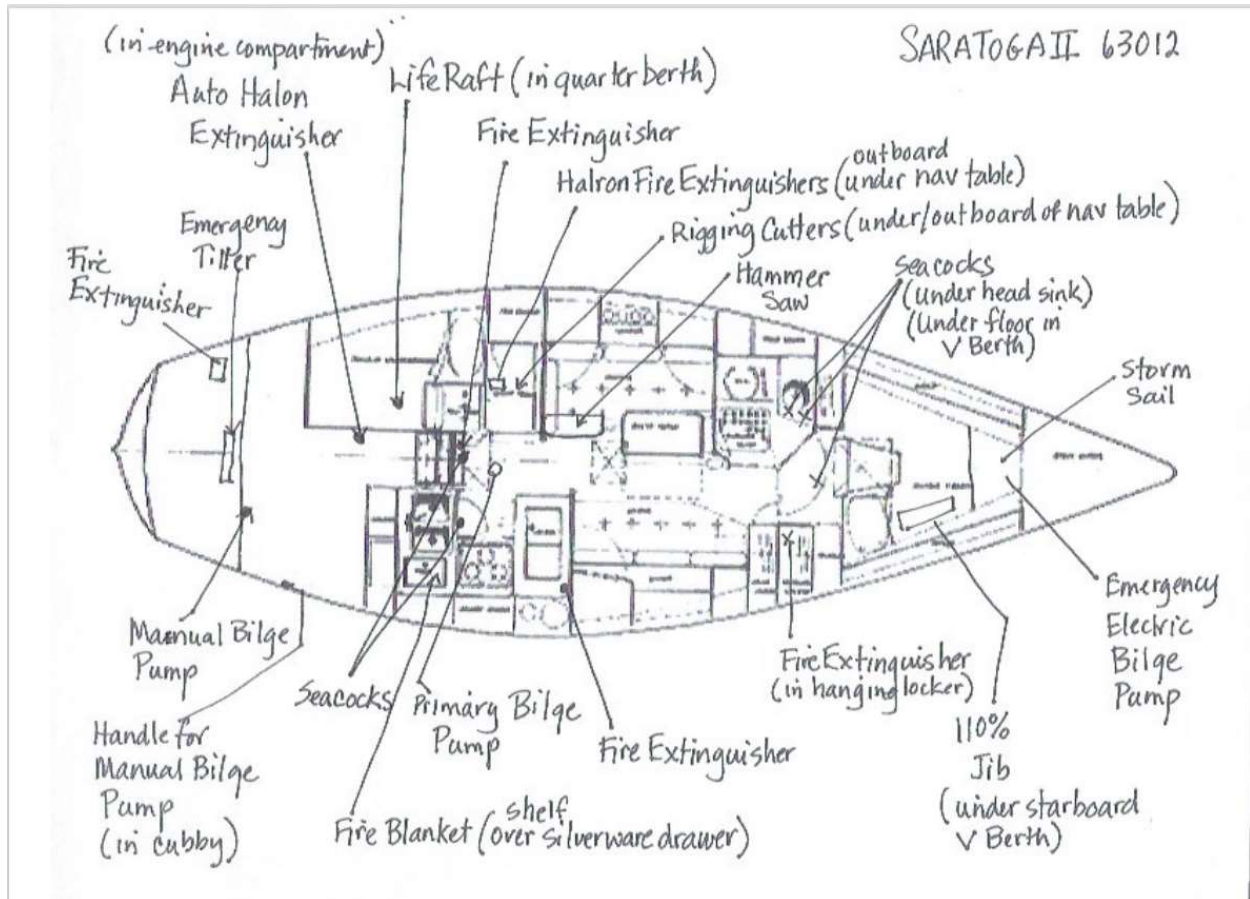 SARATOGA II 63012
(in engine compartment)
Auto Halon
Extinguisher
Life Raft (in quarter berth)
Fire Extinguisher
Halron Fire Extinguishers (outboard
under nav table)
Rigging Cutters (under/outboard of nav table)
Emergency
Tiller
Fire
Extinguisher
Hammer
Saw
Seacocks
(under head sink)
(Under floor in
V Berth)
Storm
Sail
Manual Bilge
Pump
Handle for
Manual Bilge
Pump
(in cubby)
Seacocks
Primary Bilge
Pump
Fire Blanket (shelf
over silverware drawer)
Fire Extinguisher
Fire Extinguisher
(in hanging locker)
110%
Jib
(under starboard
V Berth)
Emergency
Electric
Bilge
Pump